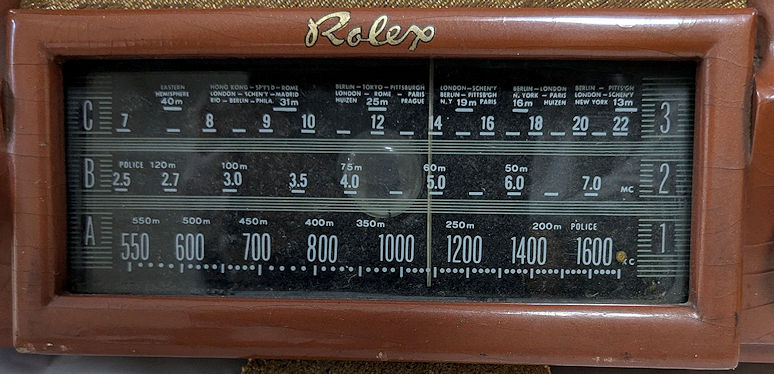 Rolex
EASTERN HONG KONG – SPY'LD – ROME BERLIN – TOKYO – PITTSBURGH LONDON – SCHEN'Y BERLIN – LONDON BERLIN – PITTS'GH
HEMISPHERE LONDON – SCHEN'Y – MADRID LONDON – ROME – PARIS BERLIN – PITTSB'GH N. YORK – PARIS LONDON – SCHEN'Y
40m RIO – BERLIN – PHILA. 31m HUIZEN 25m PRAGUE N.Y 19m PARIS 16m HUIZEN NEW YORK 13m
C 7 8 9 10 12 14 16 18 20 22 3
POLICE 120m 100m 75m 60m 50m
B 2.5 2.7 3.0 3.5 4.0 5.0 6.0 7.0 MC 2
550m 500m 450m 400m 350m 250m 200m POLICE
A 550 600 700 800 1000 1200 1400 1600 KC 1